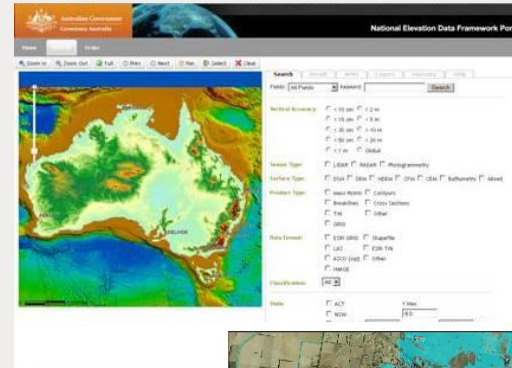 Australian Government
Geoscience Australia
National Elevation Data Framework Por
Home
Order
Zoom In Zoom Out Full Prev Next Pan Select Clear
Search
Fields: All Fields Keyword: Search
Vertical Accuracy:
< 10 cm < 2 m
< 15 cm < 5 m
< 30 cm < 10 m
< 50 cm < 20 m
< 1 m Global
Sensor Type: LIDAR RADAR Photogrammetry
Surface Type:
Bathymetry Mixed
Product Type: Mass Points Contours
Breaklines Cross Sections
TIN Other
GRID
Data Format: ESRI GRID Shapefile
LAS ESRI TIN
ASCII (xyz) Other
IMAGE
Classification: All
State: ACT Y Max
NSW